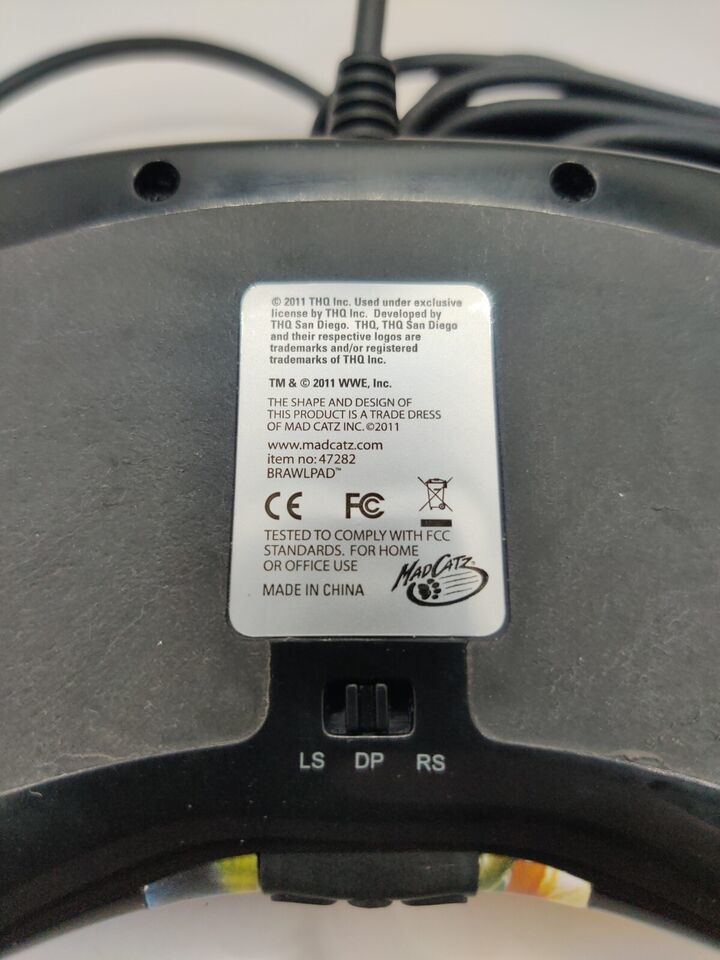 © 2011 THQ Inc. Used under exclusive
license by THQ Inc. Developed by
THQ San Diego. THQ, THQ San Diego
and their respective logos are
trademarks and/or registered
trademarks of THQ Inc.
TM & © 2011 WWE, Inc.
THE SHAPE AND DESIGN OF
THIS PRODUCT IS A TRADE DRESS
OF MAD CATZ INC. ©2011
www.madcatz.com
item no: 47282
BRAWLPAD™
CE FC
TESTED TO COMPLY WITH FCC
STANDARDS. FOR HOME
OR OFFICE USE
MAD CATZ
MADE IN CHINA
LS DP RS